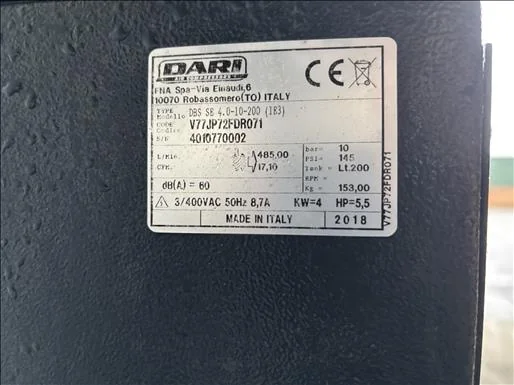 DARI
AIR COMPRESSORS
CE
FNA Spa-Via Einaudi,6
10070 Robassomero(TO) ITALY
TYPE
Modello DBS SE 4.0-10-200 (IE3)
CODE V77JP72FDR071
Codice
S/N 4010770002
L/Min. 485,00
CFM. 17,10
bar= 10
PSI= 145
Tank = Lt.200
RPM =
Kg = 153,00
dB(A) = 60
3/400VAC 50Hz 8,7A KW=4 HP=5,5
MADE IN ITALY 2018
V77JP72FDR071